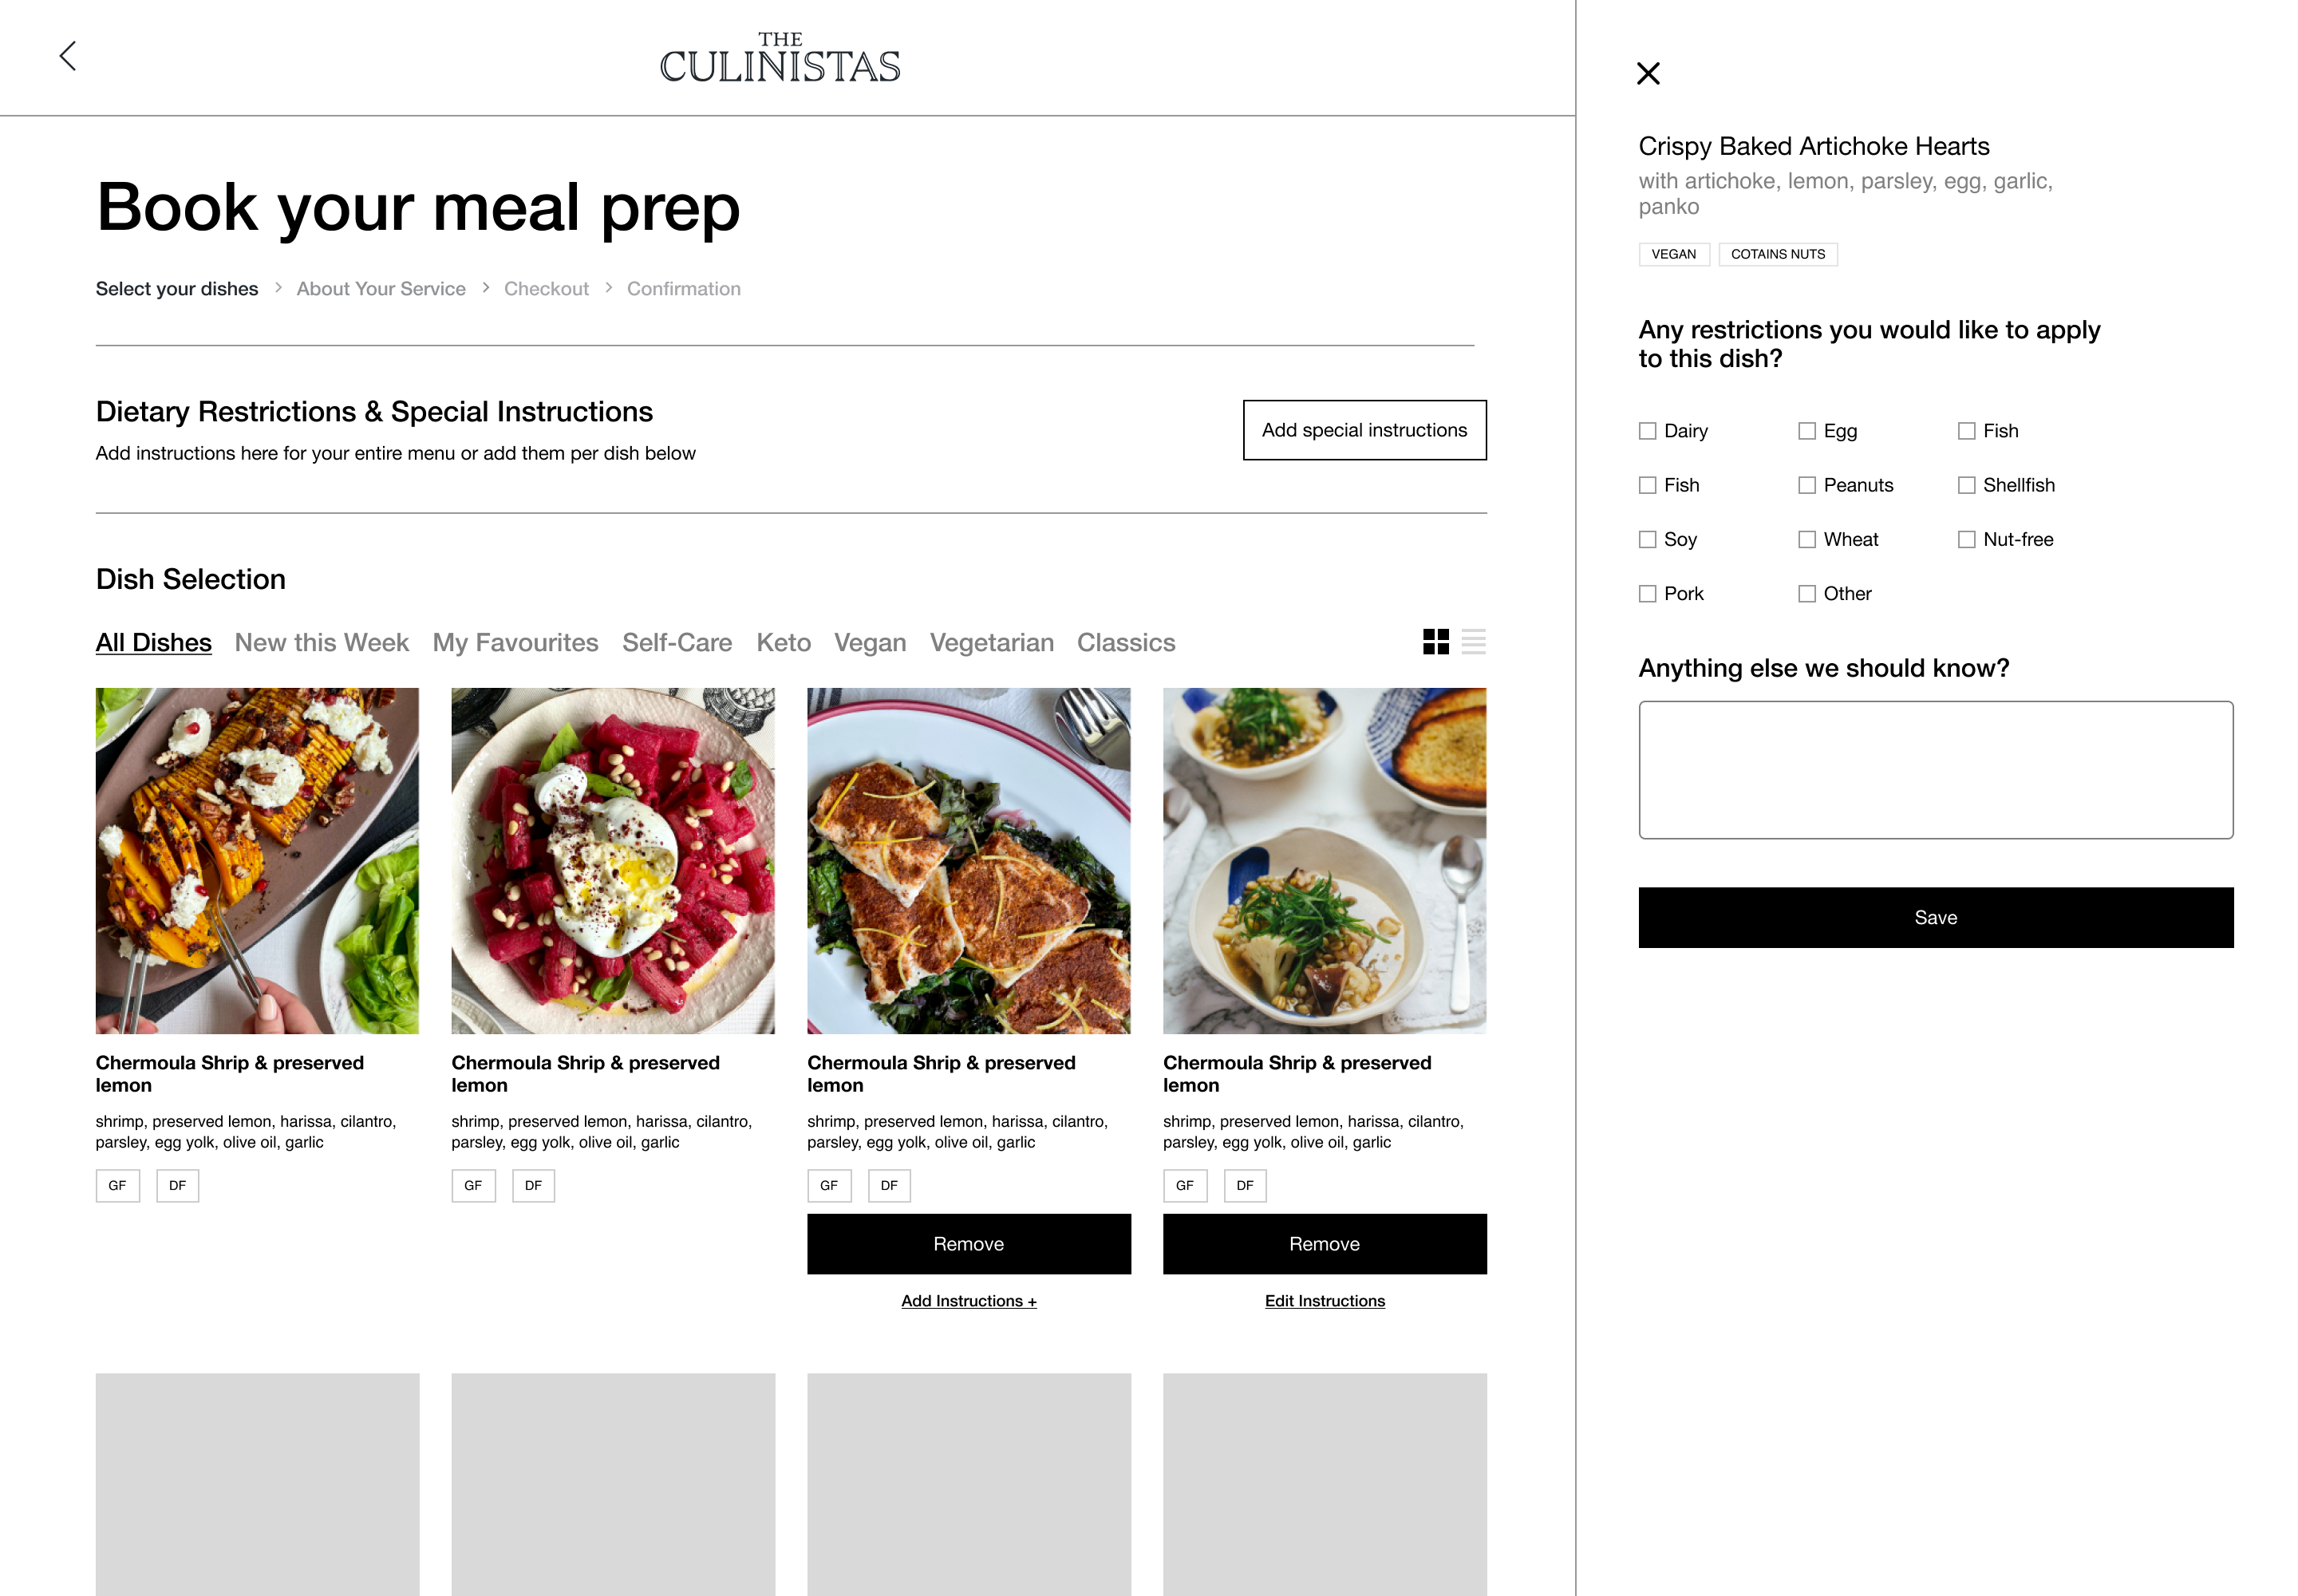 THE
CULINISTAS
Book your meal prep
Select your dishes > About Your Service > Checkout > Confirmation
Dietary Restrictions & Special Instructions
Add instructions here for your entire menu or add them per dish below
Add special instructions
Dish Selection
All Dishes New this Week My Favourites Self-Care Keto Vegan Vegetarian Classics
Chermoula Shrip & preserved
lemon
shrimp, preserved lemon, harissa, cilantro,
parsley, egg yolk, olive oil, garlic
GF DF
Chermoula Shrip & preserved
lemon
shrimp, preserved lemon, harissa, cilantro,
parsley, egg yolk, olive oil, garlic
GF DF
Chermoula Shrip & preserved
lemon
shrimp, preserved lemon, harissa, cilantro,
parsley, egg yolk, olive oil, garlic
GF DF
Remove
Add Instructions +
Chermoula Shrip & preserved
lemon
shrimp, preserved lemon, harissa, cilantro,
parsley, egg yolk, olive oil, garlic
GF DF
Remove
Edit Instructions
Crispy Baked Artichoke Hearts
with artichoke, lemon, parsley, egg, garlic,
panko
VEGAN COTAINS NUTS
Any restrictions you would like to apply
to this dish?
Dairy Egg Fish
Fish Peanuts Shellfish
Soy Wheat Nut-free
Pork Other
Anything else we should know?
Save